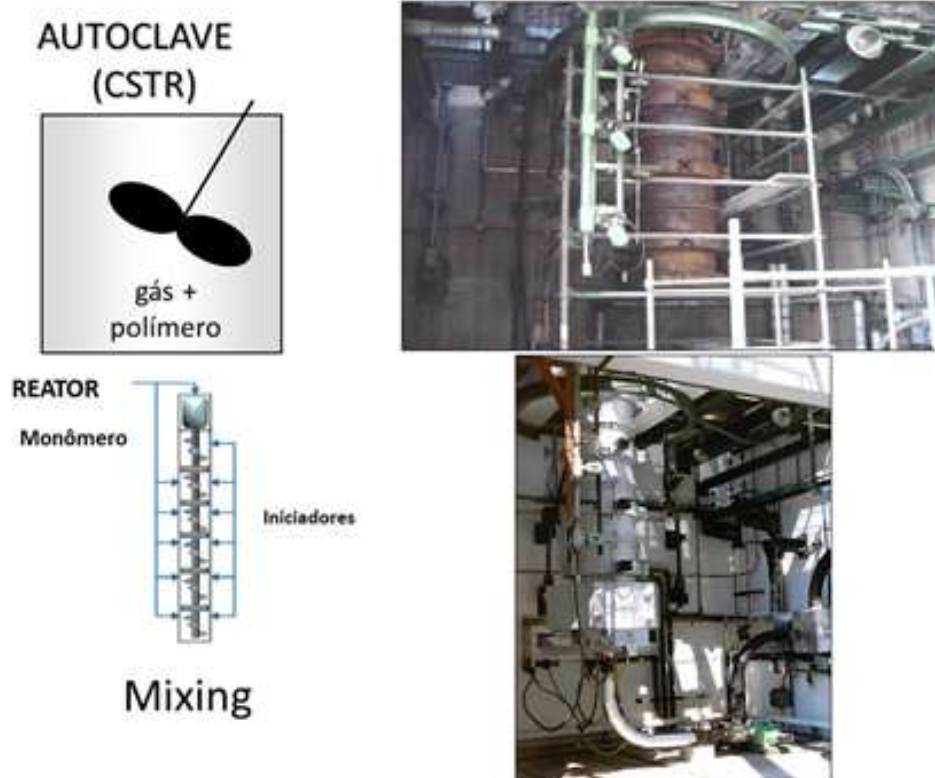 AUTOCLAVE
(CSTR)
gás +
polímero
REATOR
Monômero
Iniciadores
Mixing